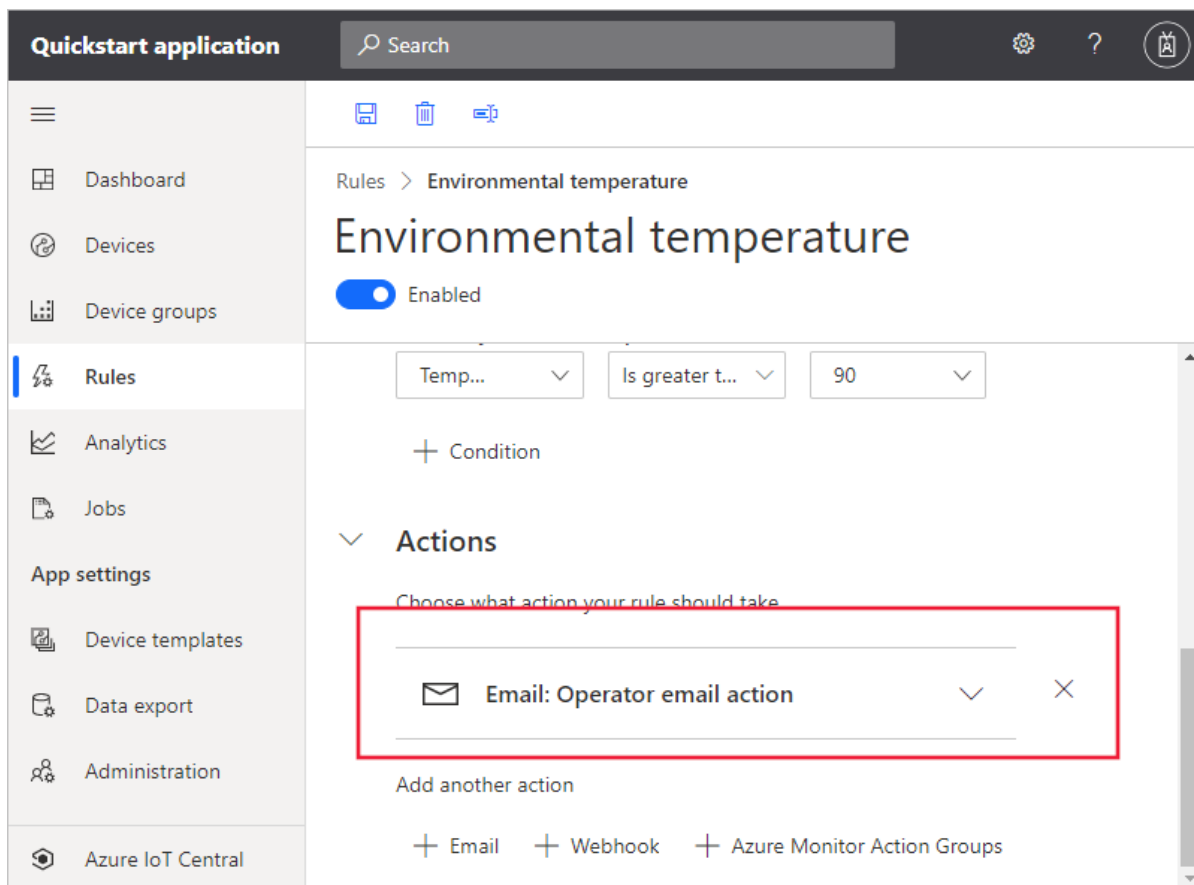 Quickstart application
Search
?
Dashboard
Devices
Device groups
Rules
Analytics
Jobs
App settings
Device templates
Data export
Administration
Azure IoT Central
Rules > Environmental temperature
Environmental temperature
Enabled
Temp...
Is greater t...
90
+ Condition
Actions
Choose what action your rule should take
Email: Operator email action
Add another action
+ Email + Webhook + Azure Monitor Action Groups